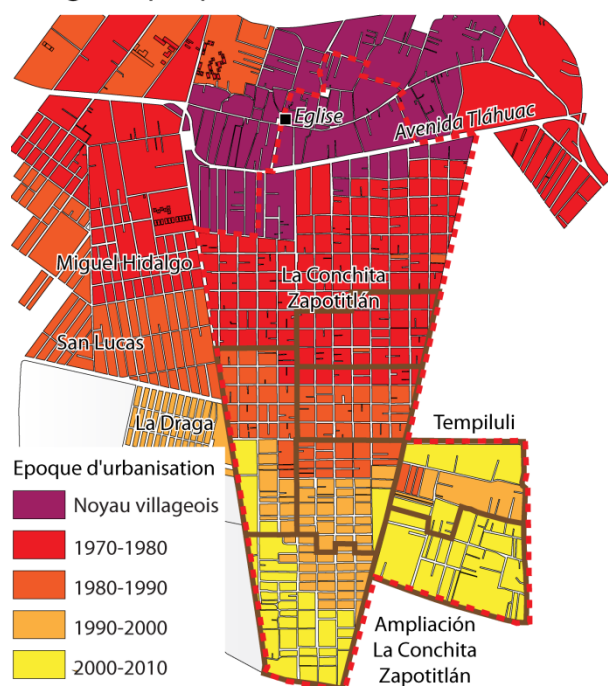 Eglise
Avenida Tláhuac
Miguel Hidalgo
La Conchita
Zapotitlán
San Lucas
La Draga
Tempiluli
Epoque d'urbanisation
Noyau villageois
1970-1980
1980-1990
1990-2000
2000-2010
Ampliación
La Conchita
Zapotitlán